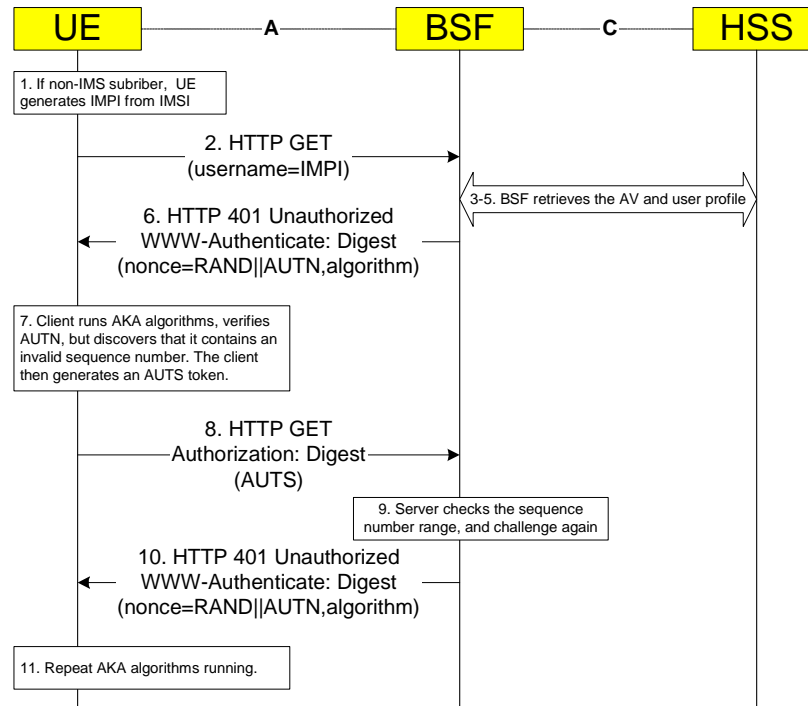 UE
A
BSF
C
HSS
1. If non-IMS subriber, UE
generates IMPI from IMSI
2. HTTP GET
(username=IMPI)
3-5. BSF retrieves the AV and user profile
6. HTTP 401 Unauthorized
WWW-Authenticate: Digest
(nonce=RAND||AUTN,algorithm)
7. Client runs AKA algorithms, verifies
AUTN, but discovers that it contains an
invalid sequence number. The client
then generates an AUTS token.
8. HTTP GET
Authorization: Digest
(AUTS)
9. Server checks the sequence
number range, and challenge again
10. HTTP 401 Unauthorized
WWW-Authenticate: Digest
(nonce=RAND||AUTN,algorithm)
11. Repeat AKA algorithms running.